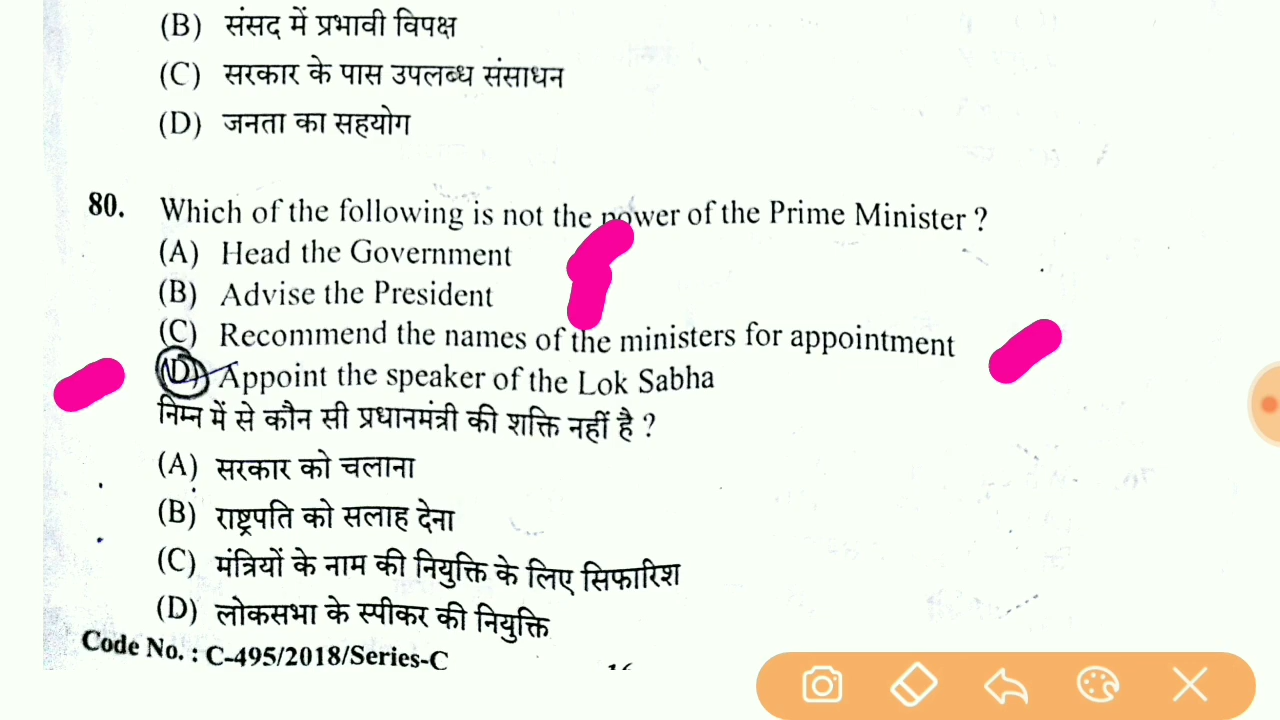 (B) संसद में प्रभावी विपक्ष
(C) सरकार के पास उपलब्ध संसाधन
(D) जनता का सहयोग
80. Which of the following is not the power of the Prime Minister ?
(A) Head the Government
(B) Advise the President
(C) Recommend the names of the ministers for appointment
(D) Appoint the speaker of the Lok Sabha
निम्न में से कौन सी प्रधानमंत्री की शक्ति नहीं है ?
(A) सरकार को चलाना
(B) राष्ट्रपति को सलाह देना
(C) मंत्रियों के नाम की नियुक्ति के लिए सिफारिश
(D) लोकसभा के स्पीकर की नियुक्ति
Code No. : C-495/2018/Series-C